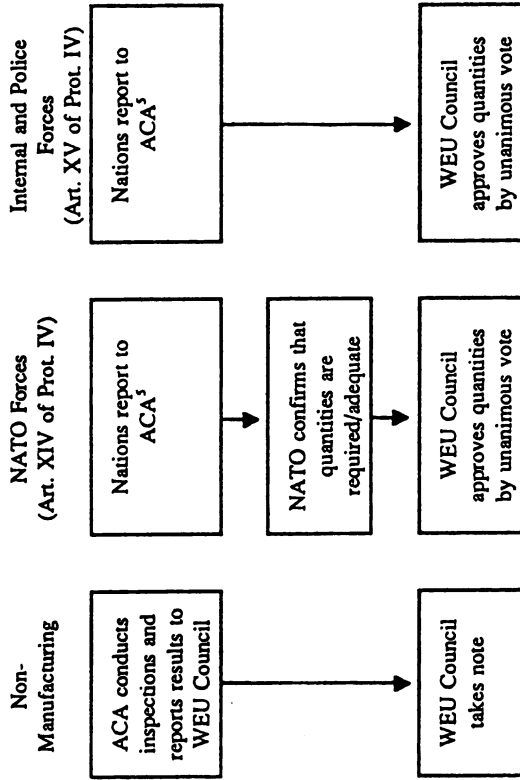 Non-
Manufacturing
ACA conducts
inspections and
reports results to
WEU Council
WEU Council
takes note
NATO Forces
(Art. XIV of Prot. IV)
Nations report to
ACA⁵
NATO confirms that
quantities are
required/adequate
WEU Council
approves quantities
by unanimous vote
Internal and Police
Forces
(Art. XV of Prot. IV)
Nations report to
ACA⁵
WEU Council
approves quantities
by unanimous vote